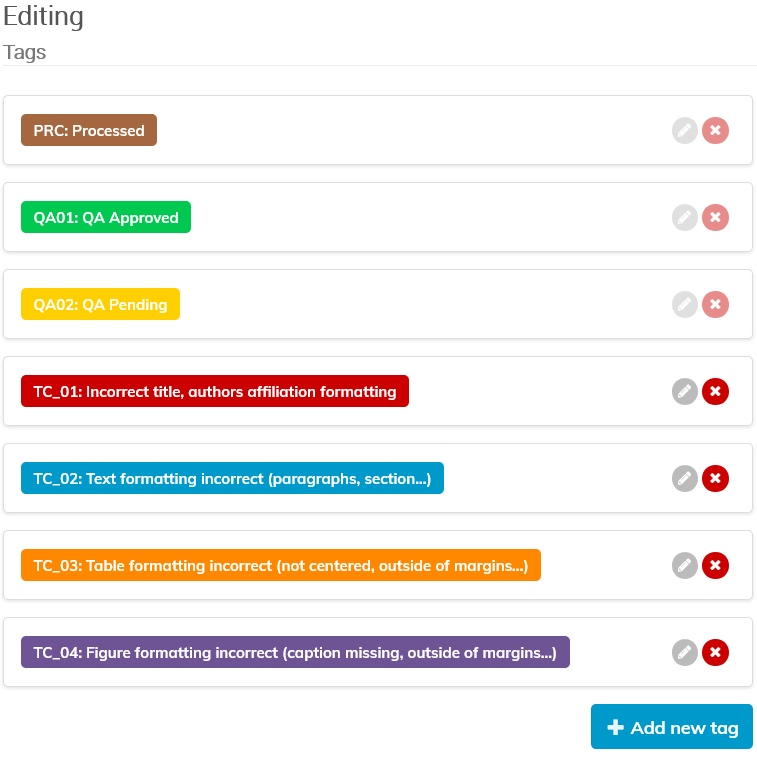 Editing
Tags
PRC: Processed
QA01: QA Approved
QA02: QA Pending
TC_01: Incorrect title, authors affiliation formatting
TC_02: Text formatting incorrect (paragraphs, section...)
TC_03: Table formatting incorrect (not centered, outside of margins...)
TC_04: Figure formatting incorrect (caption missing, outside of margins...)
Add new tag